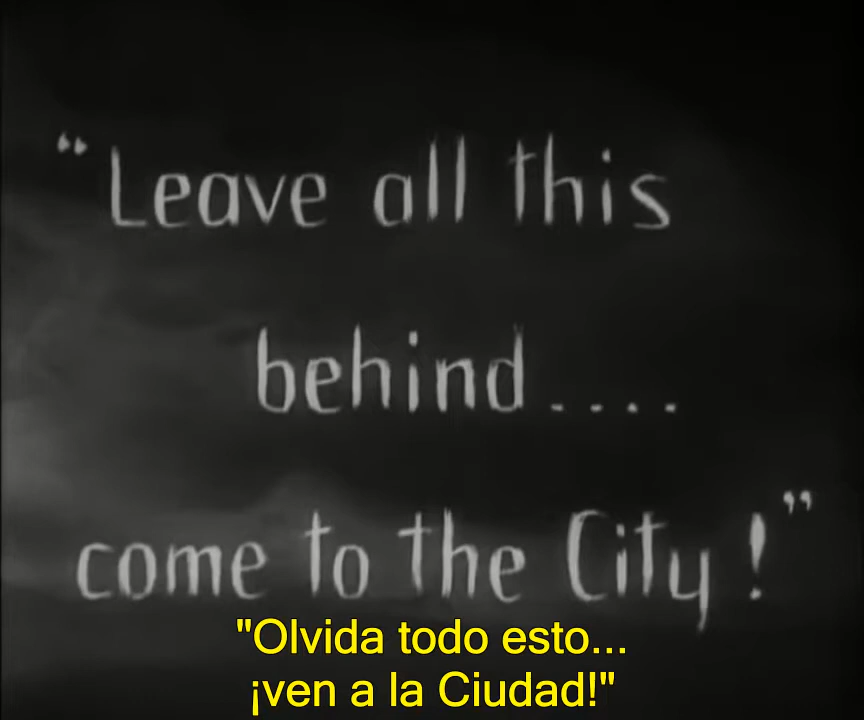 “Leave all this
behind....
come to the City!”
"Olvida todo esto...
¡ven a la Ciudad!"